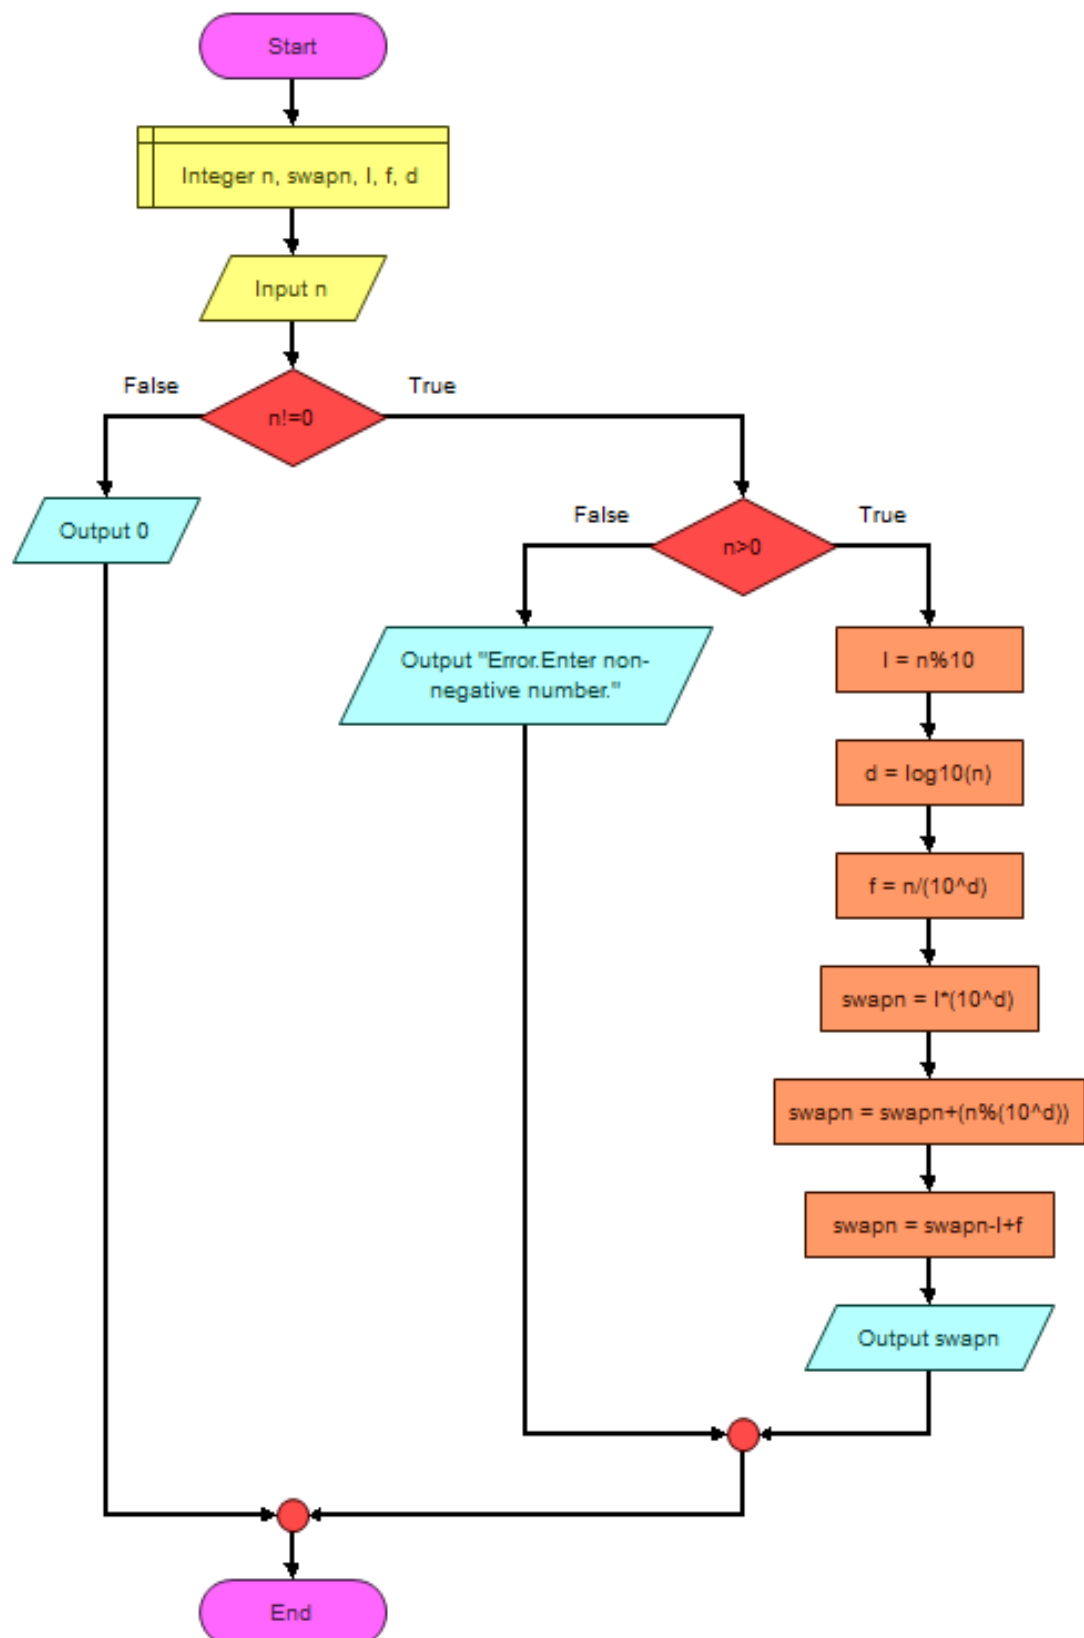 Start
Integer n, swapn, l, f, d
Input n
False
True
n!=0
Output 0
False
True
n>0
Output "Error.Enter non-
negative number."
l = n%10
d = log10(n)
f = n/(10^d)
swapn = l*(10^d)
swapn = swapn+(n%(10^d))
swapn = swapn-l+f
Output swapn
End